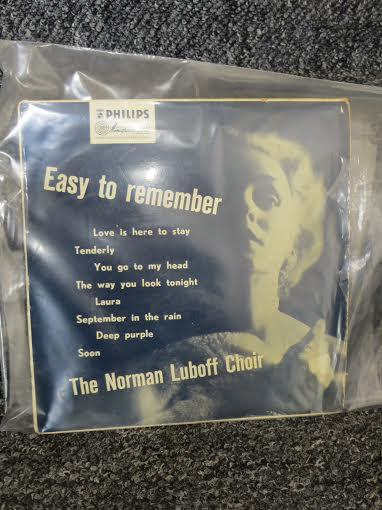 PHILIPS
Easy to remember
Love is here to stay
Tenderly
You go to my head
The way you look tonight
Laura
September in the rain
Deep purple
Soon
The Norman Luboff Choir